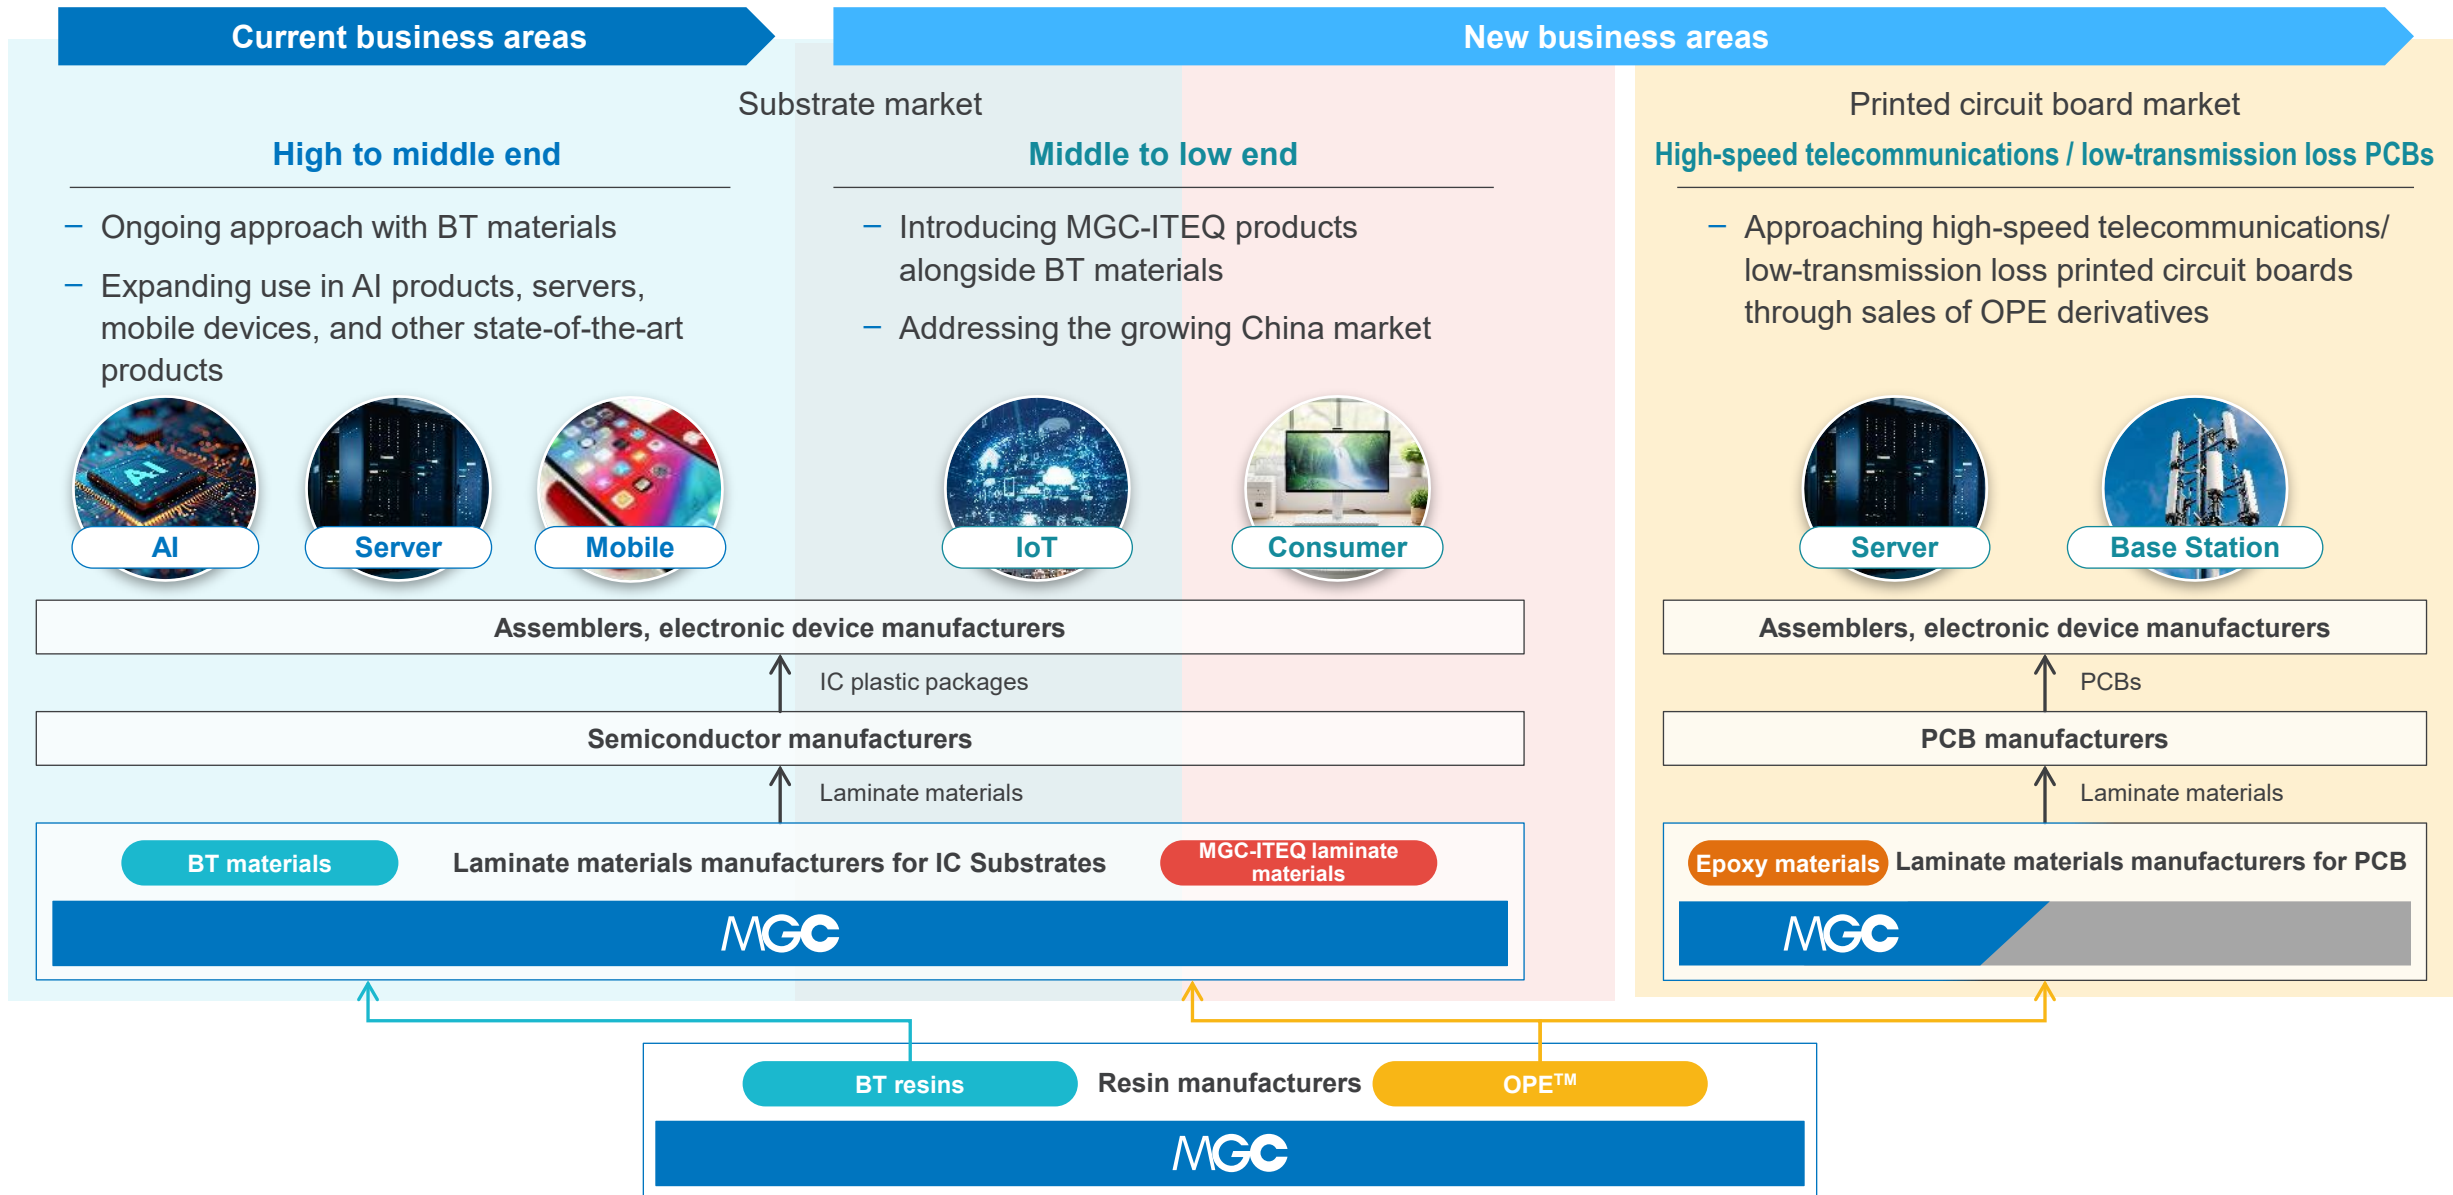 Current business areas
New business areas
Substrate market
High to middle end
– Ongoing approach with BT materials
– Expanding use in AI products, servers,
mobile devices, and other state-of-the-art
products
AI
Server
Mobile
Middle to low end
– Introducing MGC-ITEQ products
alongside BT materials
– Addressing the growing China market
IoT
Consumer
Printed circuit board market
High-speed telecommunications / low-transmission loss PCBs
– Approaching high-speed telecommunications/
low-transmission loss printed circuit boards
through sales of OPE derivatives
Server
Base Station
Assemblers, electronic device manufacturers
IC plastic packages
Semiconductor manufacturers
Laminate materials
BT materials
Laminate materials manufacturers for IC Substrates
MGC-ITEQ laminate
materials
MGC
Assemblers, electronic device manufacturers
PCBs
PCB manufacturers
Laminate materials
Epoxy materials
Laminate materials manufacturers for PCB
MGC
BT resins
Resin manufacturers
OPE™
MGC